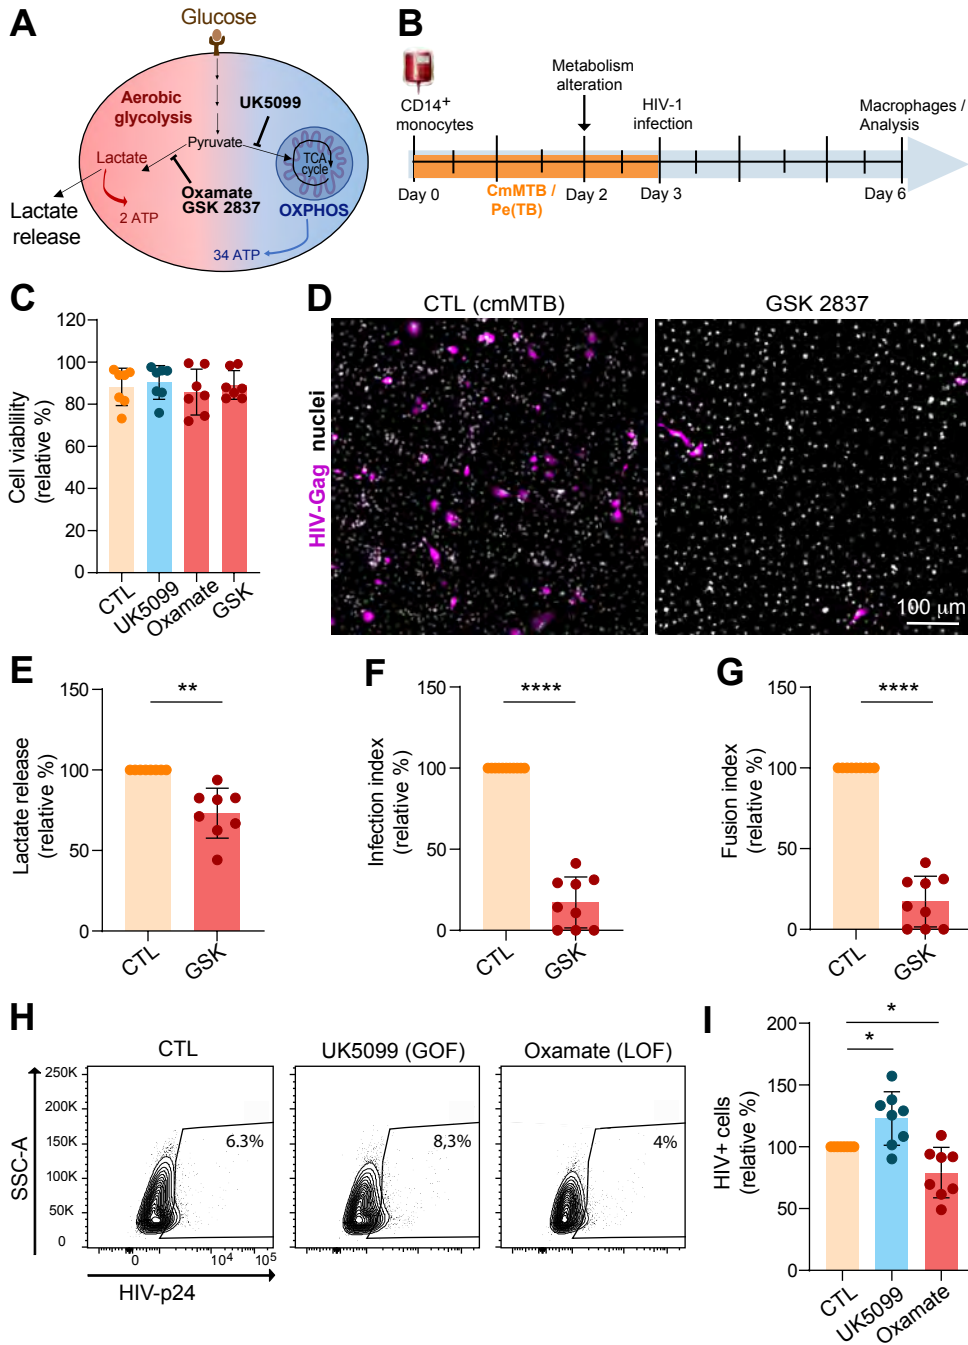 A
Glucose
Aerobic
glycolysis
UK5099
Pyruvate
Lactate
TCA
cycle
Oxamate
GSK 2837
OXPHOS
Lactate
release
2 ATP
34 ATP
B
Metabolism
alteration
CD14+
monocytes
HIV-1
infection
Macrophages /
Analysis
Day 0
CmMTB /
Pe(TB)
Day 2
Day 3
Day 6
C
Cell viablility
(relative %)
120
100
80
60
40
20
0
CTL
UK5099
Oxamate
GSK
D
CTL (cmMTB)
GSK 2837
HIV-Gag nuclei
100 μm
E
Lactate release
(relative %)
150
100
50
0
**
CTL
GSK
F
Infection index
(relative %)
150
100
50
0
****
CTL
GSK
G
Fusion index
(relative %)
150
100
50
0
****
CTL
GSK
H
CTL
UK5099 (GOF)
Oxamate (LOF)
SSC-A
250K
200K
150K
100K
50K
0
6.3%
8,3%
4%
0
10⁴
10⁵
HIV-p24
I
HIV+ cells
(relative %)
200
150
100
50
0
*
*
CTL
UK5099
Oxamate